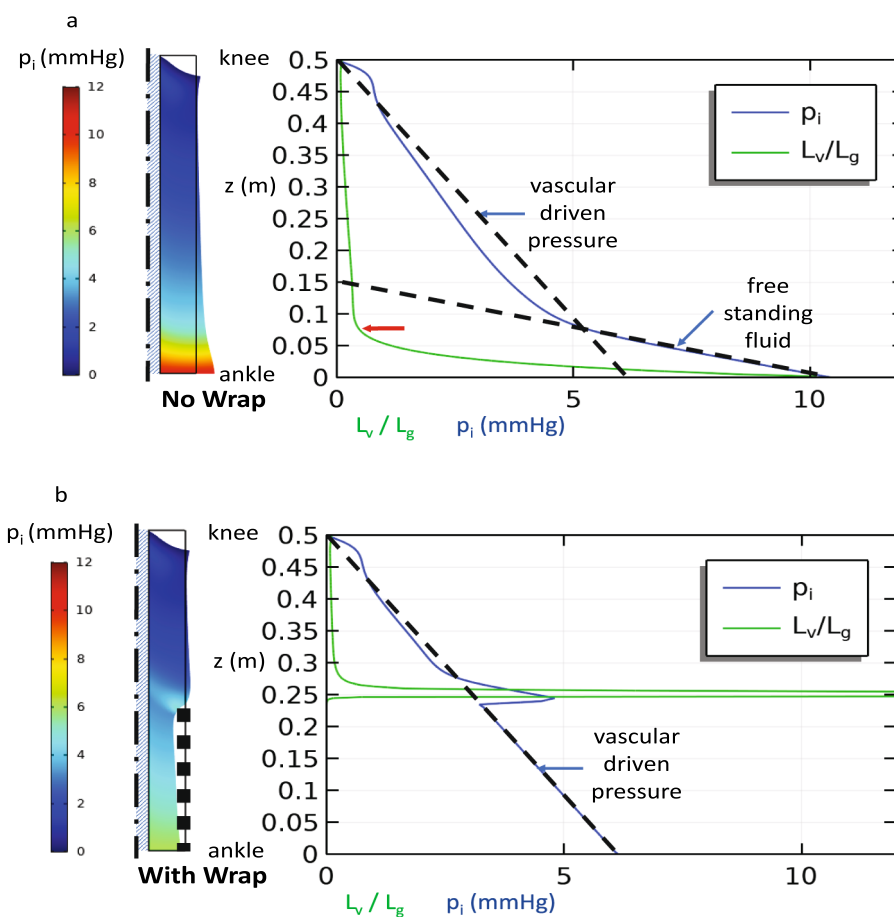 a
pᵢ (mmHg)
12
10
8
6
4
2
0
knee
z (m)
ankle
No Wrap
0.5
0.45
0.4
0.35
0.3
0.25
0.2
0.15
0.1
0.05
0
0
5
10
pᵢ
Lᵥ/L_g
vascular
driven
pressure
free
standing
fluid
Lᵥ / L_g
pᵢ (mmHg)
b
pᵢ (mmHg)
12
10
8
6
4
2
0
knee
z (m)
ankle
With Wrap
0.5
0.45
0.4
0.35
0.3
0.25
0.2
0.15
0.1
0.05
0
0
5
10
pᵢ
Lᵥ/L_g
vascular
driven
pressure
Lᵥ / L_g
pᵢ (mmHg)